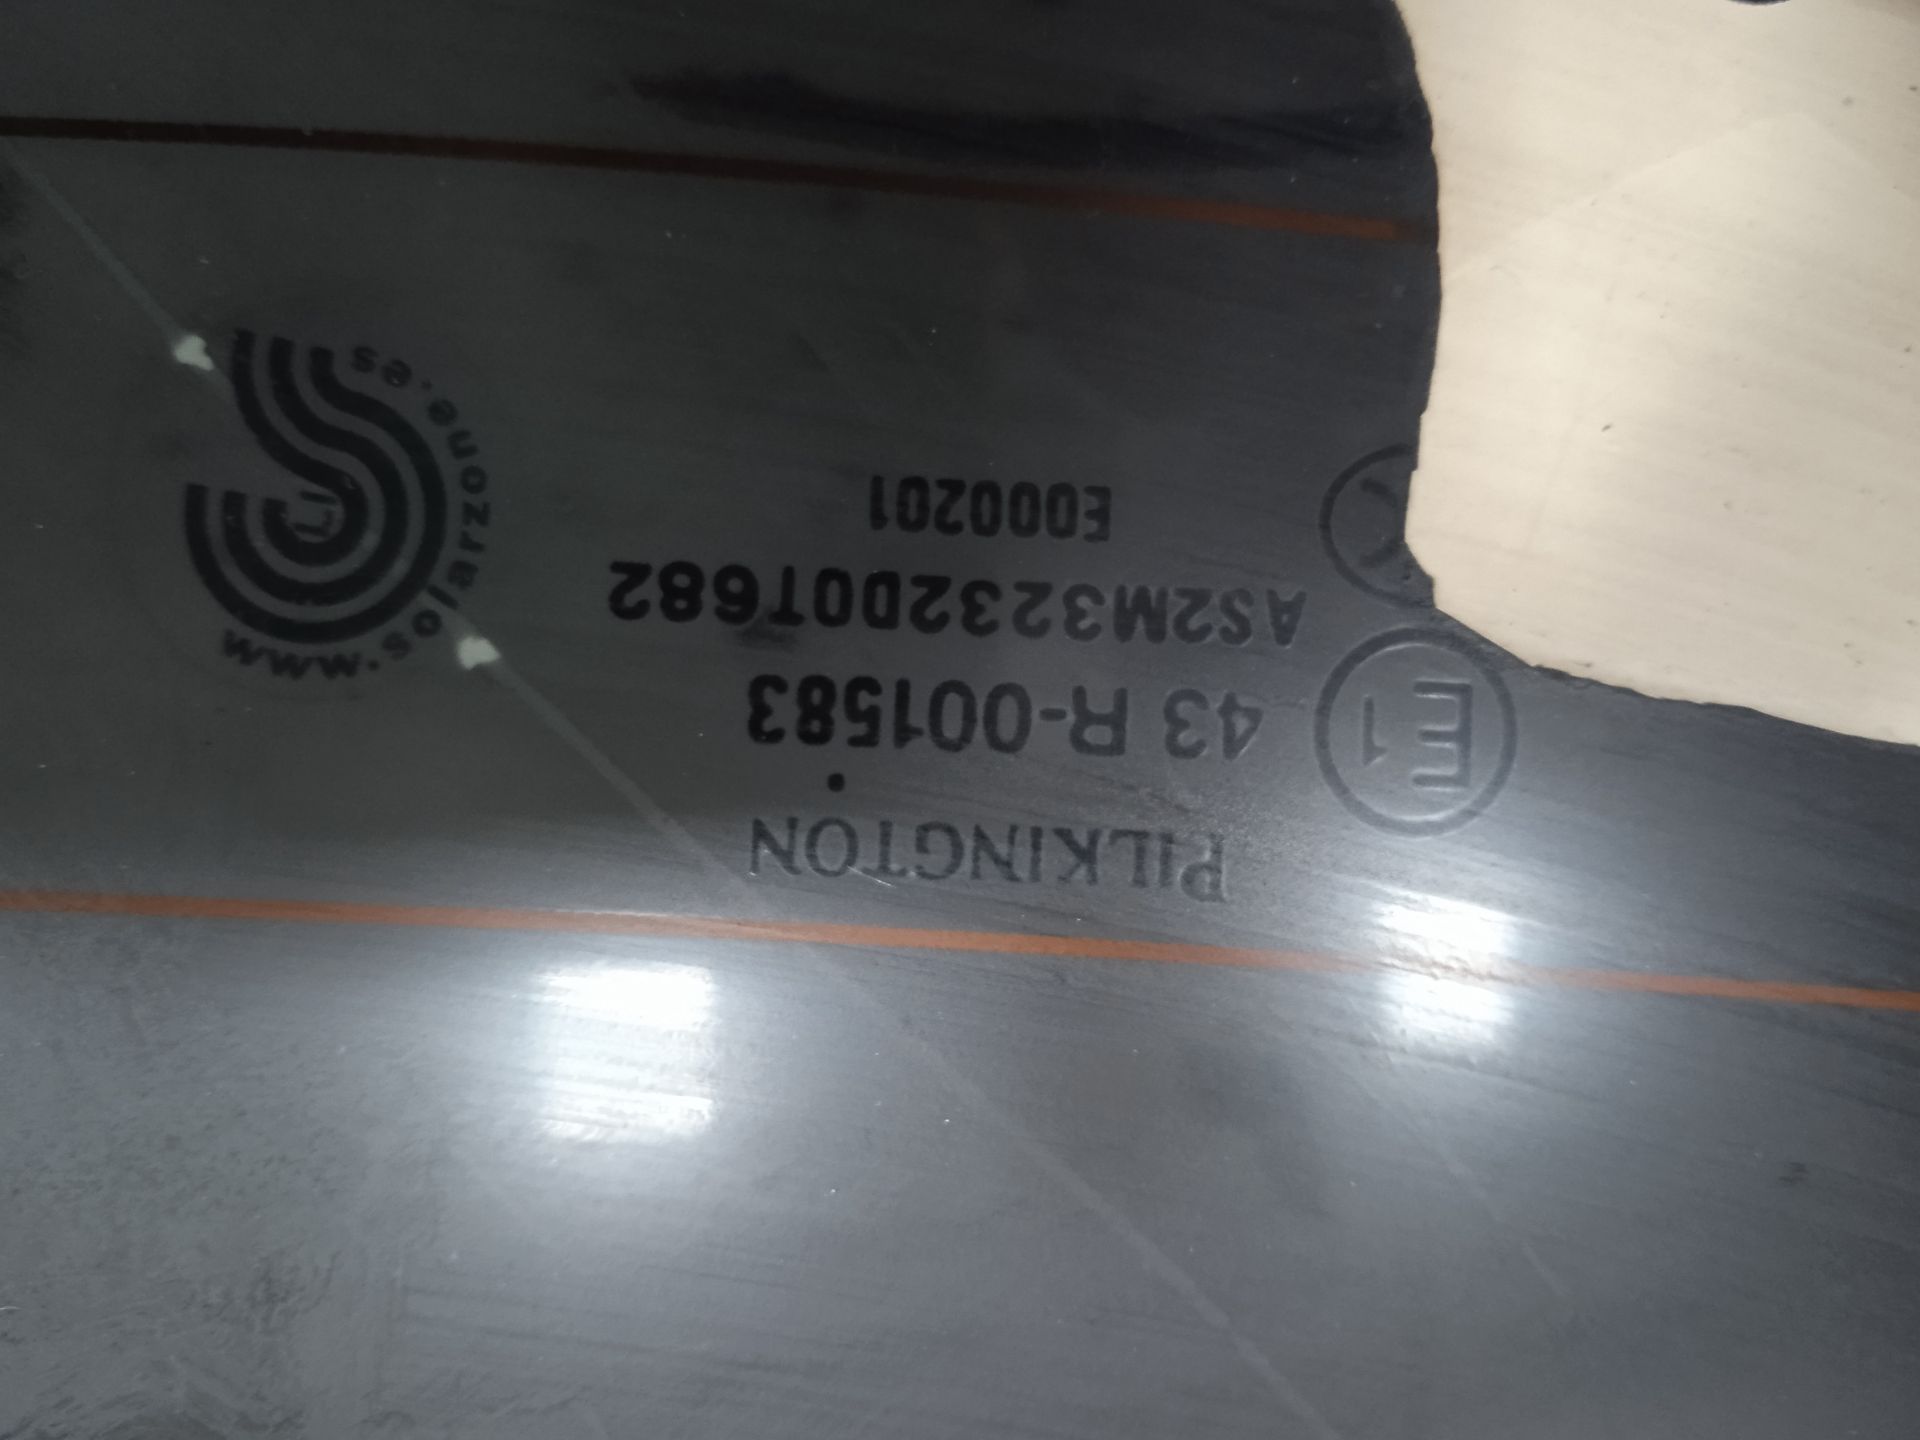 PILKINGTON
E1
43 R-001583
AS2M3232D0T682
E000201
www.solarzone.es